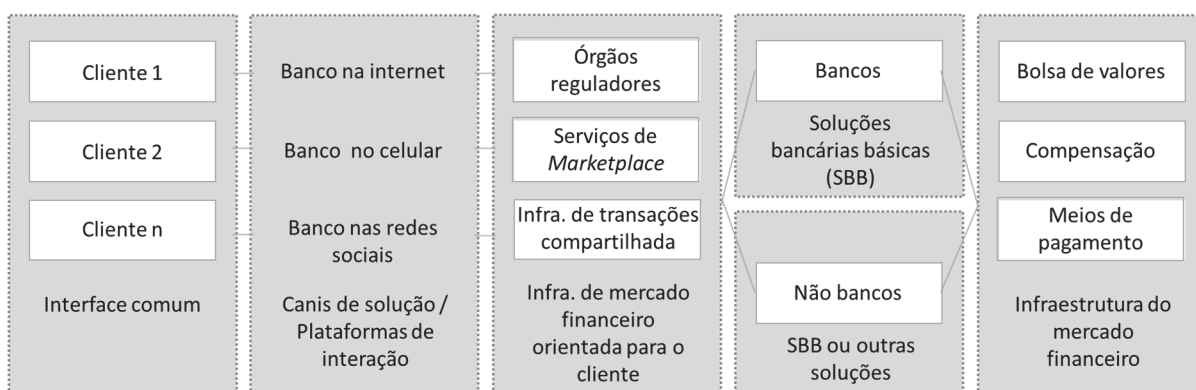 Cliente 1
Cliente 2
Cliente n
Interface comum
Banco na internet
Banco no celular
Banco nas redes
sociais
Canis de solução /
Plataformas de
interação
Órgãos
reguladores
Serviços de
Marketplace
Infra. de transações
compartilhada
Infra. de mercado
financeiro
orientada para o
cliente
Bancos
Soluções
bancárias básicas
(SBB)
Não bancos
SBB ou outras
soluções
Bolsa de valores
Compensação
Meios de
pagamento
Infraestrutura do
mercado
financeiro